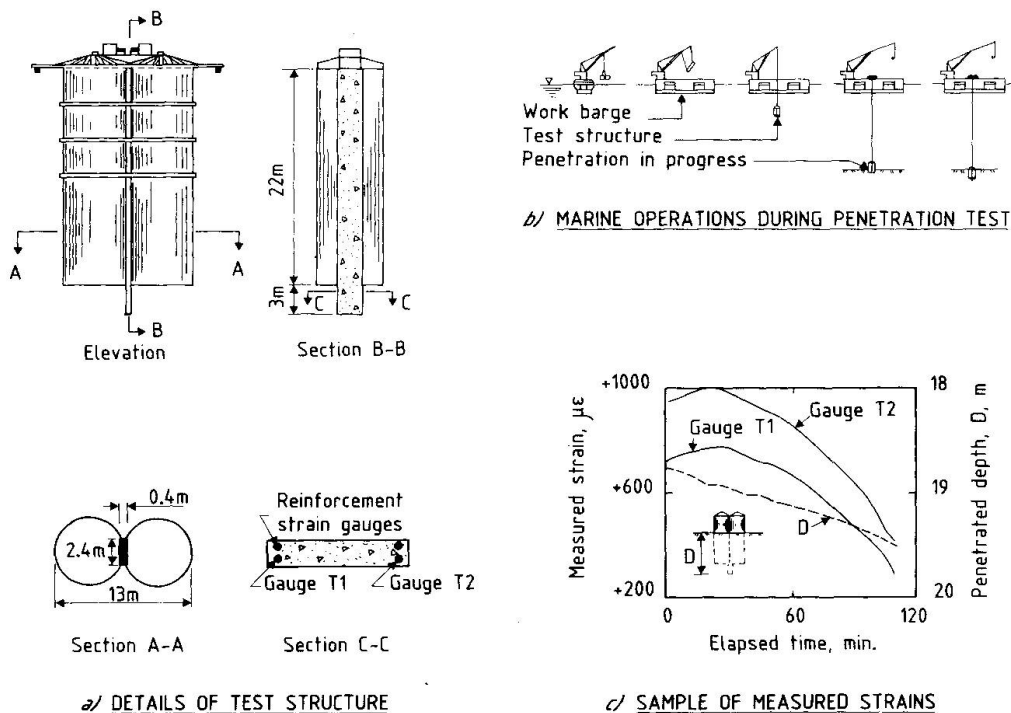 B
A
A
B
Elevation
22m
3m
C
C
Section B-B
0.4m
2.4m
13m
Section A-A
Reinforcement
strain gauges
Gauge T1
Gauge T2
Section C-C
a/ DETAILS OF TEST STRUCTURE
Work barge
Test structure
Penetration in progress
b/ MARINE OPERATIONS DURING PENETRATION TEST
Measured strain, µε
+1000
+600
+200
Gauge T2
Gauge T1
D
D
18
19
20
Penetrated depth, D, m
0
60
120
Elapsed time, min.
c/ SAMPLE OF MEASURED STRAINS